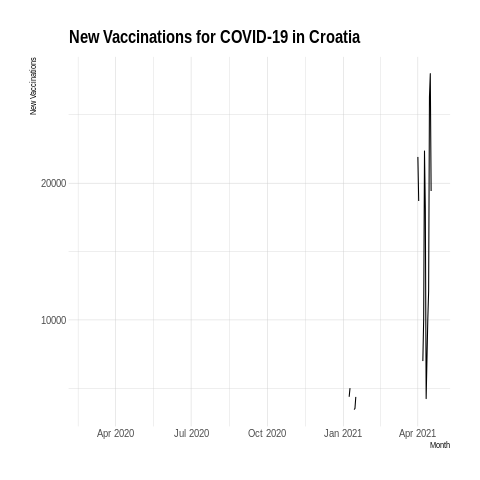 New Vaccinations for COVID-19 in Croatia
New Vaccinations
20000
10000
Apr 2020 Jul 2020 Oct 2020 Jan 2021 Apr 2021
Month